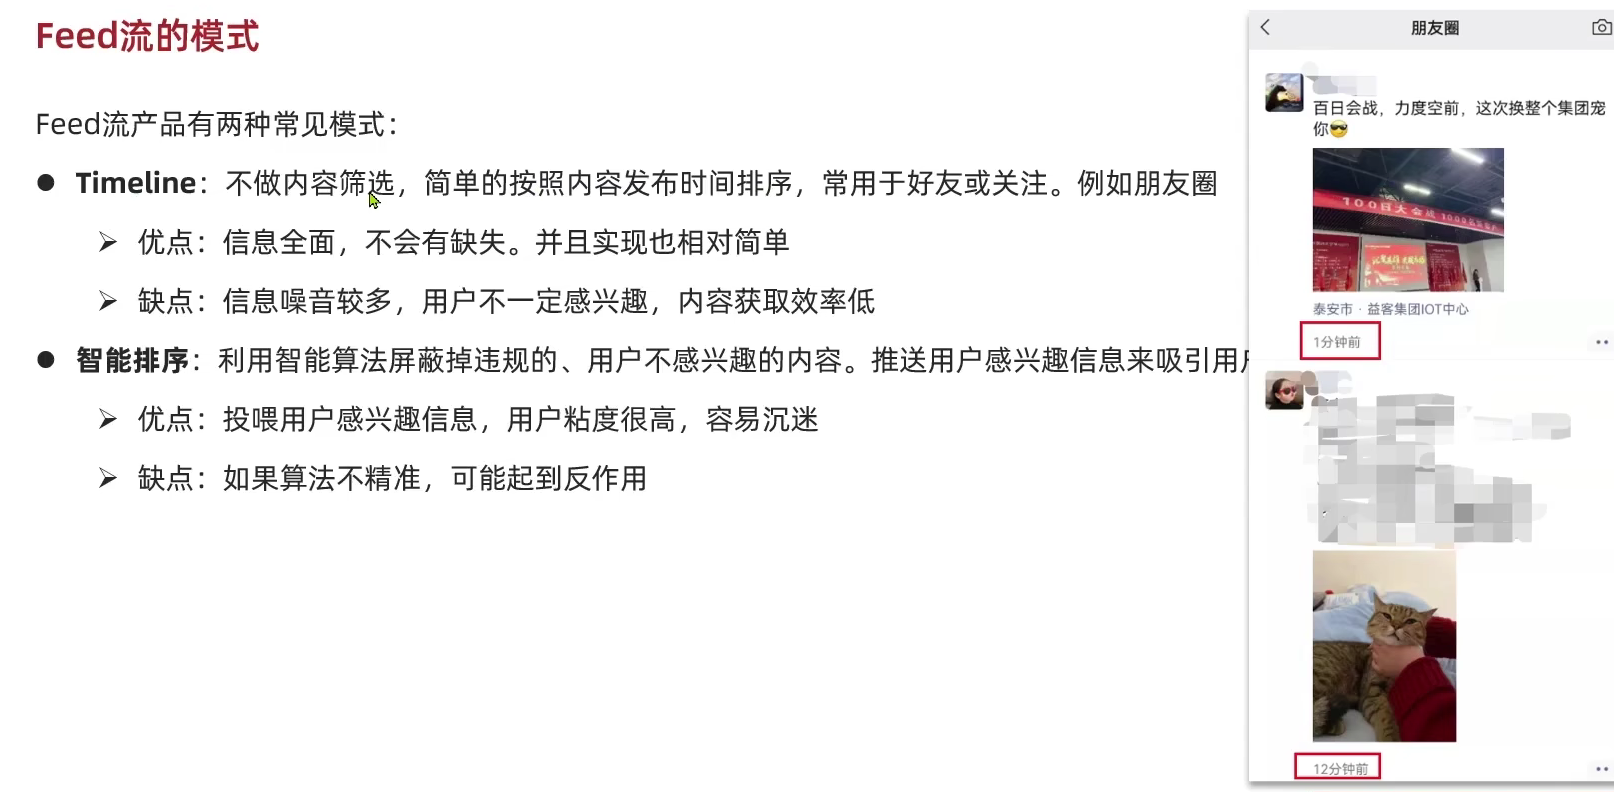 Feed流的模式
Feed流产品有两种常见模式：
● Timeline：不做内容筛选，简单的按照内容发布时间排序，常用于好友或关注。例如朋友圈
➢ 优点：信息全面，不会有缺失。并且实现也相对简单
➢ 缺点：信息噪音较多，用户不一定感兴趣，内容获取效率低
● 智能排序：利用智能算法屏蔽掉违规的、用户不感兴趣的内容。推送用户感兴趣信息来吸引用户
➢ 优点：投喂用户感兴趣信息，用户粘度很高，容易沉迷
➢ 缺点：如果算法不精准，可能起到反作用
朋友圈
百日会战，力度空前，这次换整个集团宠
你😎
100日大会战 1000名
泰安市 · 益客集团IOT中心
1分钟前
12分钟前